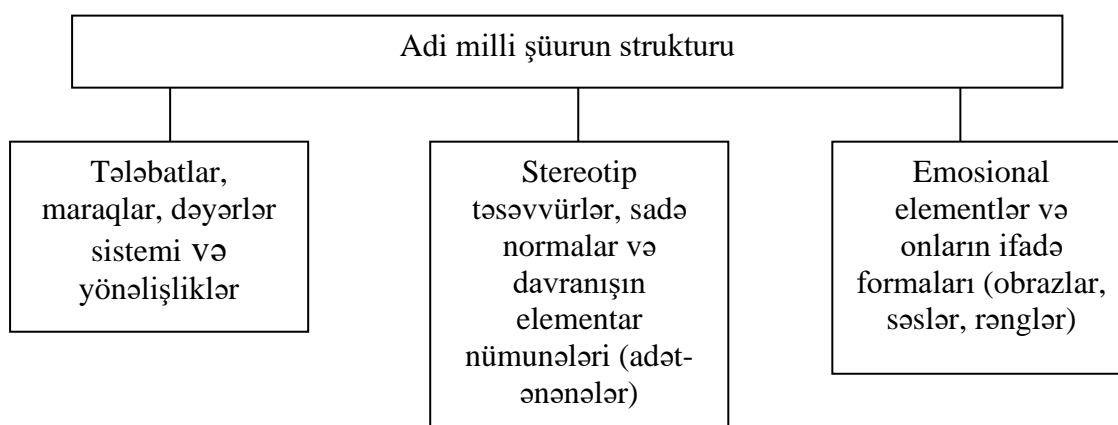 Adi milli şüurun strukturu
Tələbatlar,
maraqlar, dəyərlər
sistemi və
yönəlişliklər
Stereotip
təsəvvürlər, sadə
normalar və
davranışın
elementar
nümunələri (adət-
ənənələr)
Emosional
elementlər və
onların ifadə
formaları (obrazlar,
səslər, rənglər)